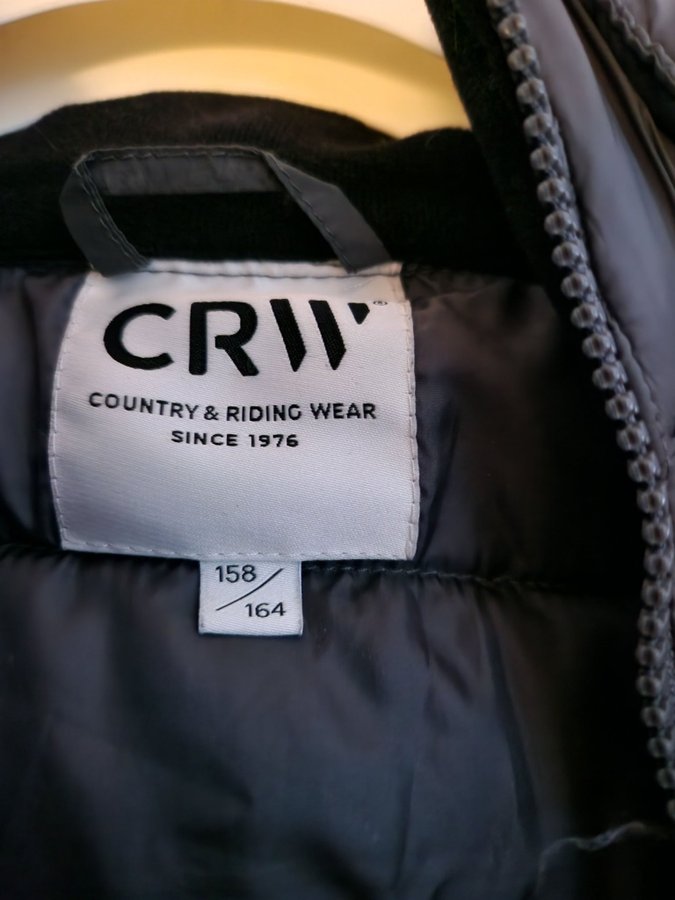 CRW®
COUNTRY & RIDING WEAR
SINCE 1976
158/
164